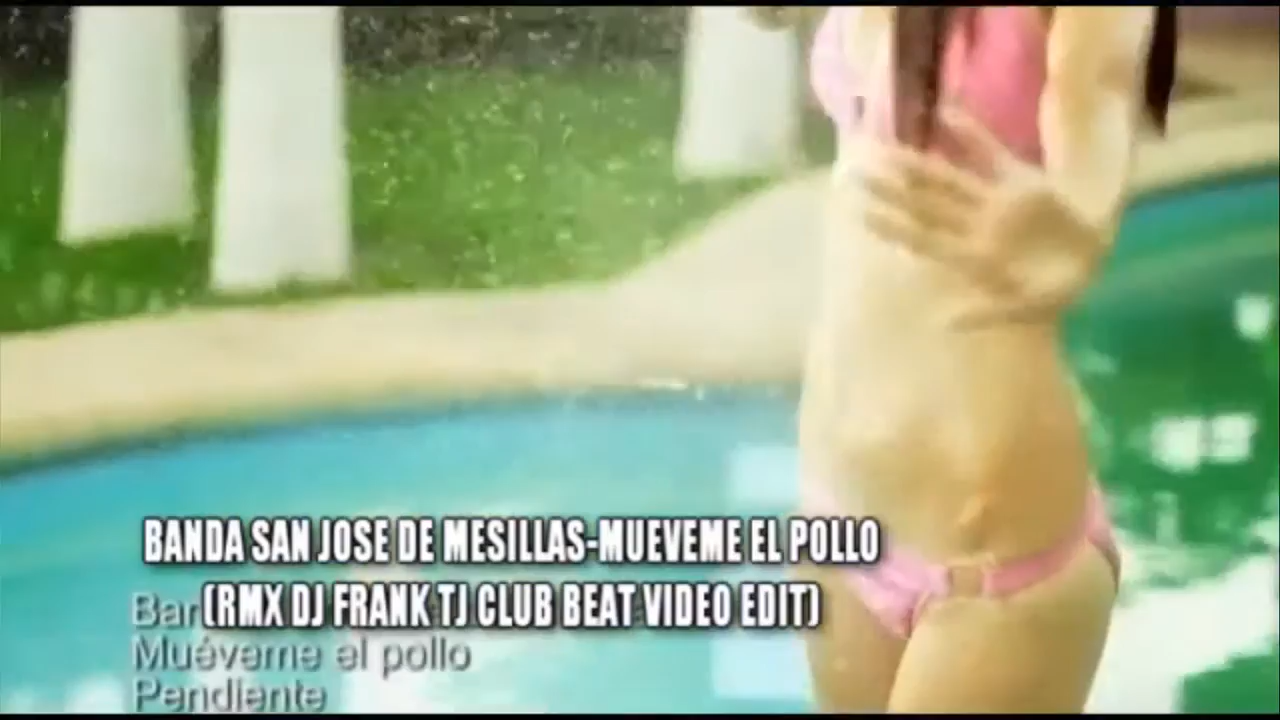 BANDA SAN JOSE DE MESILLAS-MUEVEME EL POLLO
(RMX DJ FRANK TJ CLUB BEAT VIDEO EDIT)
Muéveme el pollo
Pendiente